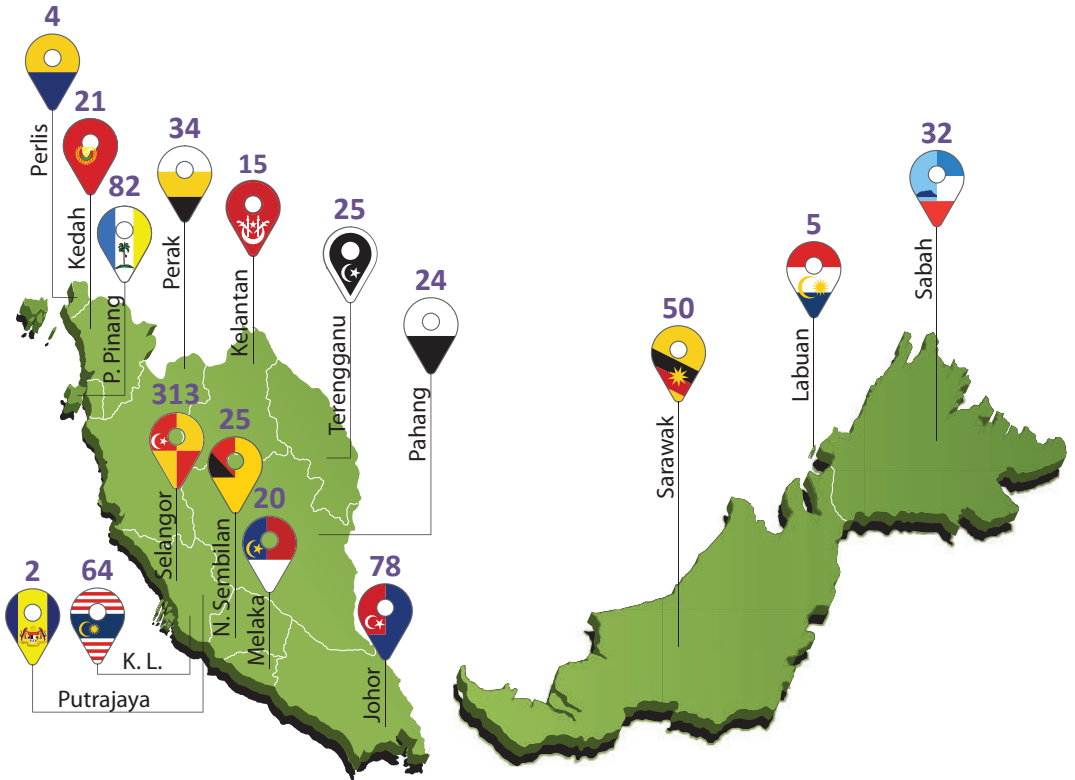 4
Perlis
21
Kedah
82
P. Pinang
34
Perak
15
Kelantan
25
Terengganu
24
Pahang
313
Selangor
25
N. Sembilan
20
Melaka
2
Putrajaya
64
K. L.
78
Johor
50
Sarawak
5
Labuan
32
Sabah